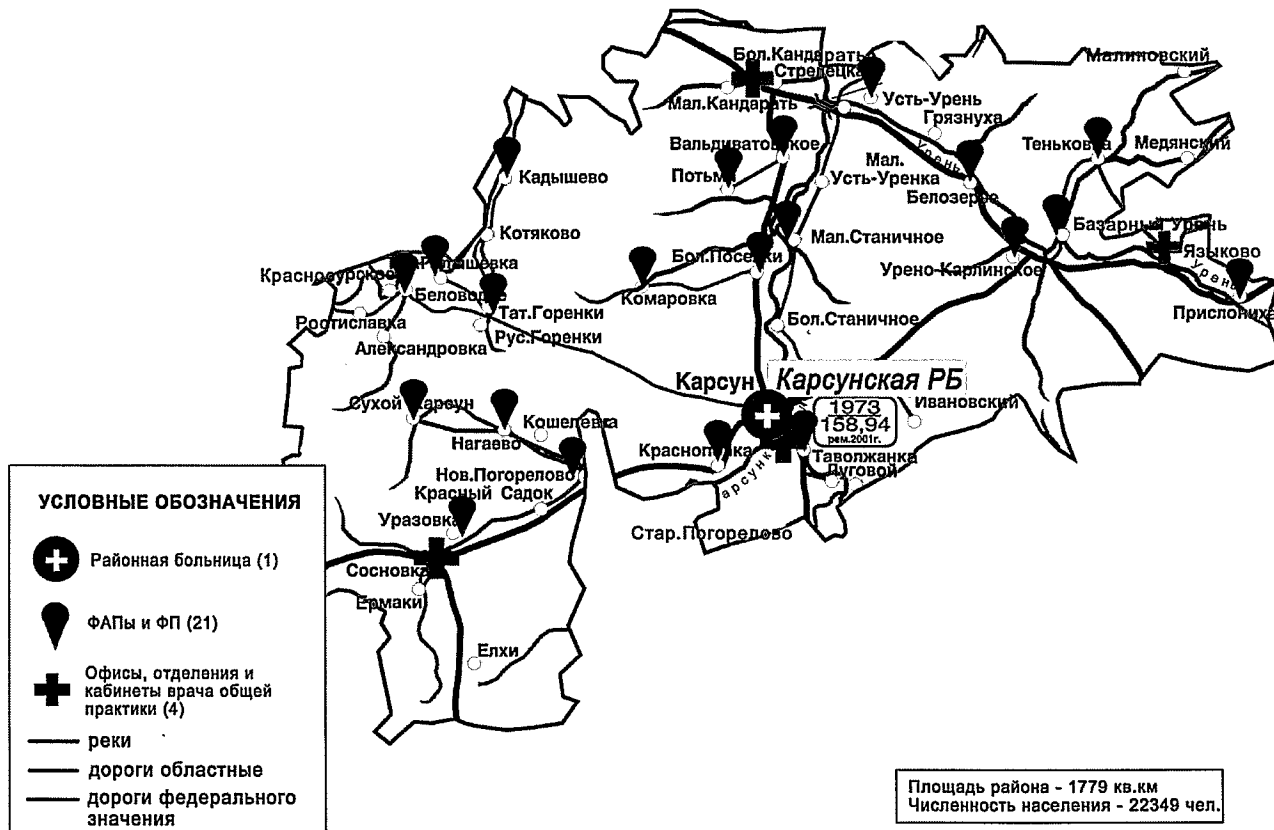 Бол.Кандарать
Стрелецкая
Малиновский
Мал.Кандарать
Усть-Урень
Грязнуха
Вальдиватовское
Теньковка
Медянский
Урень
Кадышево
Потьма
Мал.
Усть-Уренка
Белозерье
Котяково
Мал.Станичное
Базарный Урень
Языково
Красносурское
Бол.Поселки
Урено-Карлинское
Урень
Беловодье
Комаровка
Прислониха
Тат.Горенки
Ростиславка
Бол.Станичное
Рус.Горенки
Александровка
Карсун
Карсунская РБ
1973
158,94
рем.2001г.
Ивановский
Сухой Карсун
Кошелевка
Нагаево
Краснополка
Таволжанка
Нов.Погорелово
Луговой
Красный Садок
Уразовка
Стар.Погорелово
Сосновка
Ермаки
Елхи
УСЛОВНЫЕ ОБОЗНАЧЕНИЯ
Районная больница (1)
ФАПы и ФП (21)
Офисы, отделения и
кабинеты врача общей
практики (4)
реки
дороги областные
дороги федерального
значения
Площадь района - 1779 кв.км
Численность населения - 22349 чел.